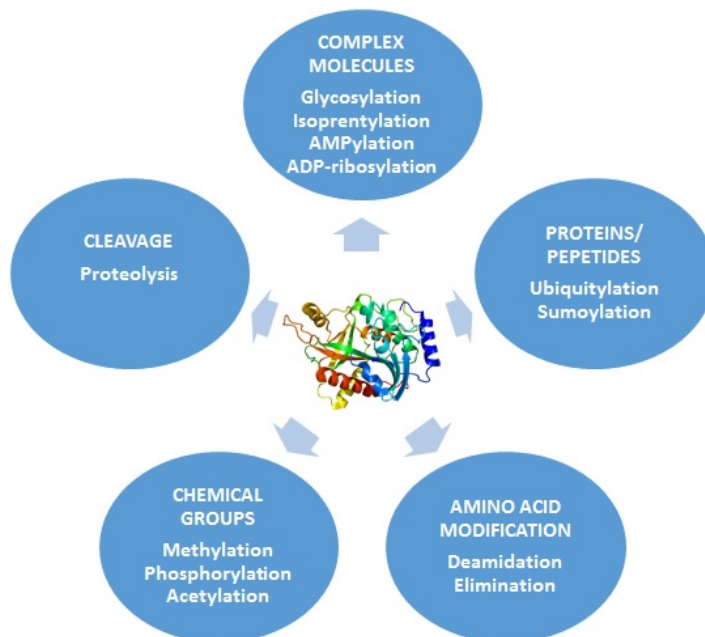 COMPLEX
MOLECULES
Glycosylation
Isoprentylation
AMPylation
ADP-ribosylation
CLEAVAGE
Proteolysis
PROTEINS/
PEPETIDES
Ubiquitylation
Sumoylation
CHEMICAL
GROUPS
Methylation
Phosphorylation
Acetylation
AMINO ACID
MODIFICATION
Deamidation
Elimination